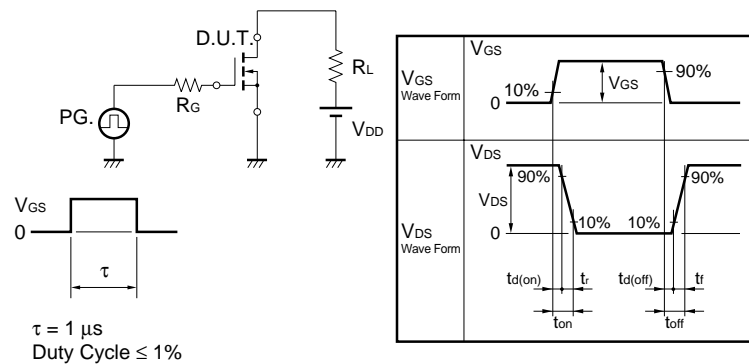 D.U.T.
RL
RG
PG.
VDD
VGS
0
τ
τ = 1 μs
Duty Cycle ≤ 1%
VGS
Wave Form
VGS
10%
0
VGS
90%
VDS
Wave Form
VDS
90%
VDS
0
10%
10%
90%
td(on)
tr
td(off)
tf
ton
toff